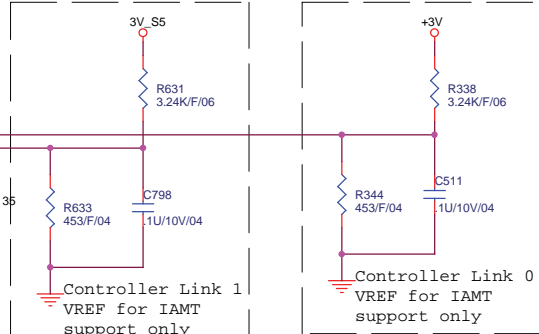 3V_S5
R631
3.24K/F/06
35
R633
453/F/04
C798
.1U/10V/04
Controller Link 1
VREF for IAMT
support only
+3V
R338
3.24K/F/06
R344
453/F/04
C511
.1U/10V/04
Controller Link 0
VREF for IAMT
support only